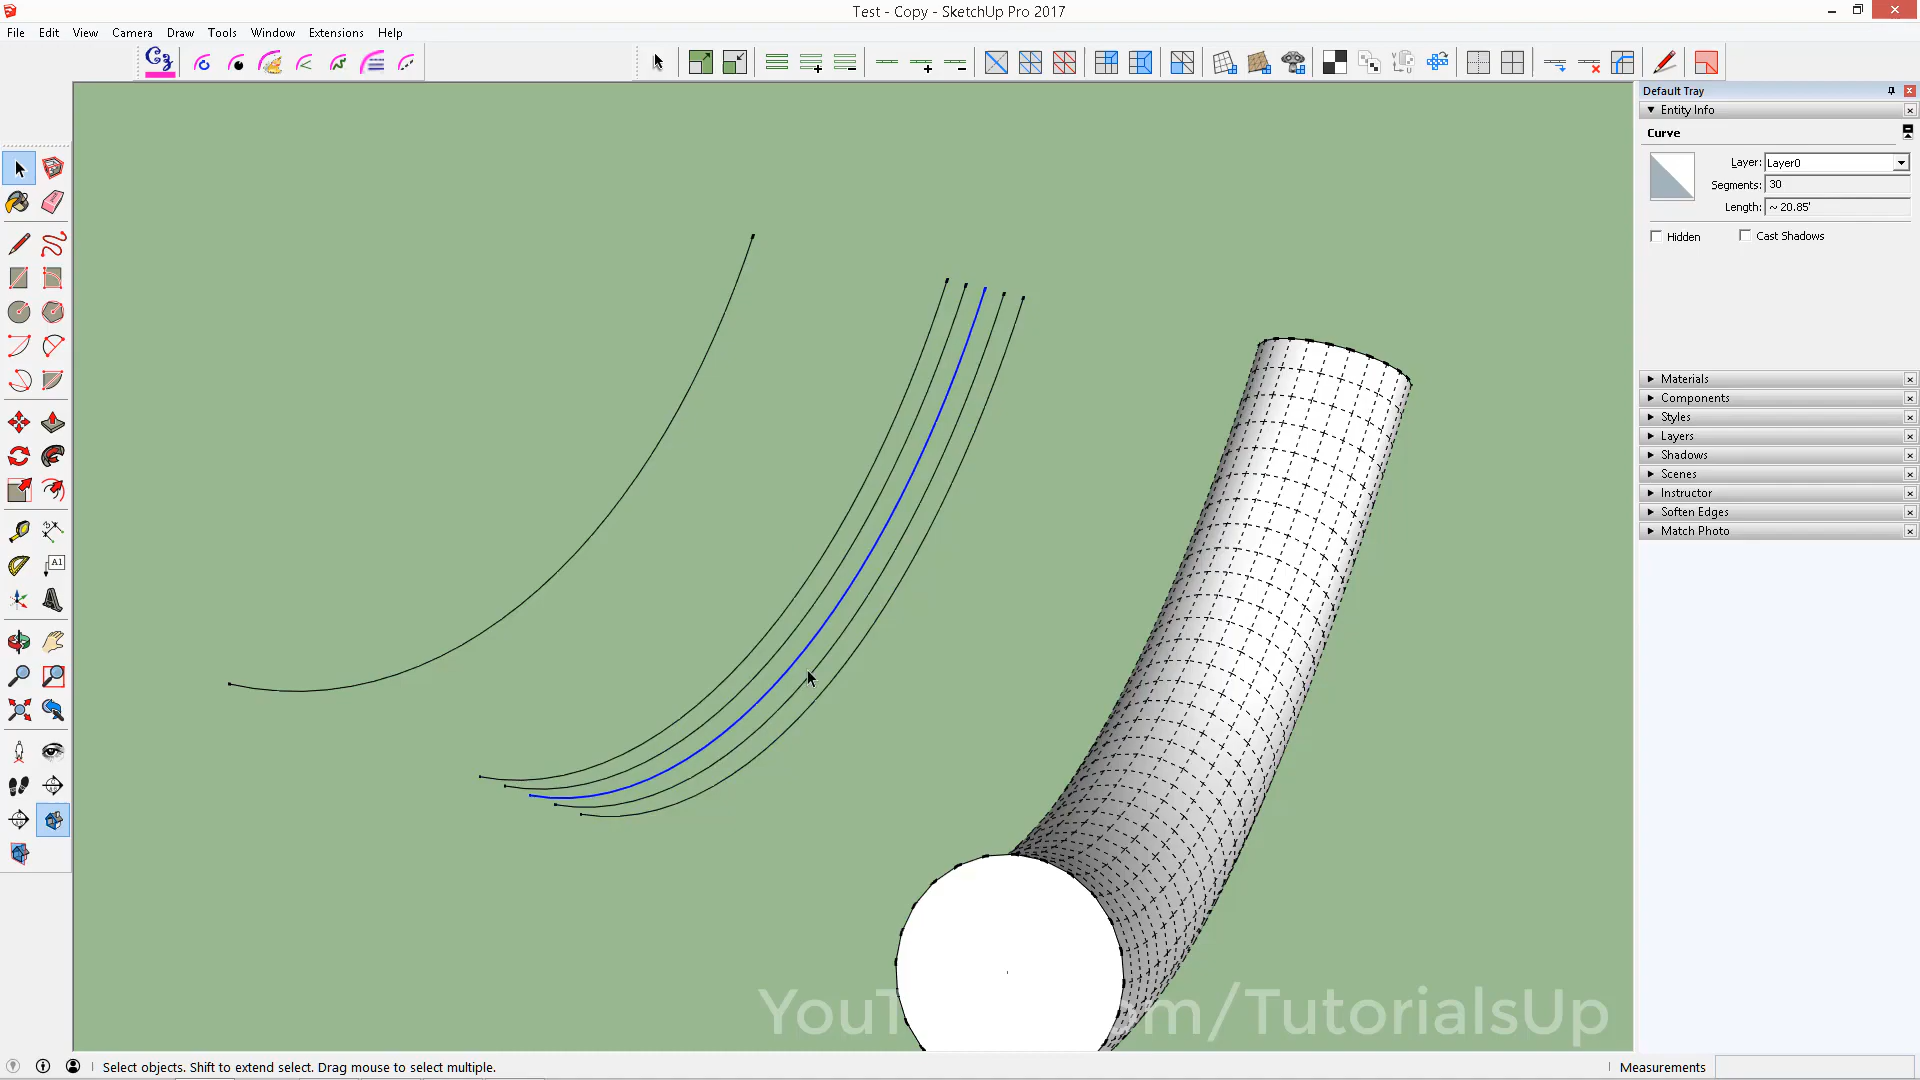 Test - Copy - SketchUp Pro 2017
File Edit View Camera Draw Tools Window Extensions Help
Default Tray
Entity Info
Curve
Layer: Layer0
Segments: 30
Length: ~ 20.85'
Hidden Cast Shadows
Materials
Components
Styles
Layers
Shadows
Scenes
Instructor
Soften Edges
Match Photo
A1
m/TutorialsUp
Select objects. Shift to extend select. Drag mouse to select multiple.
Measurements